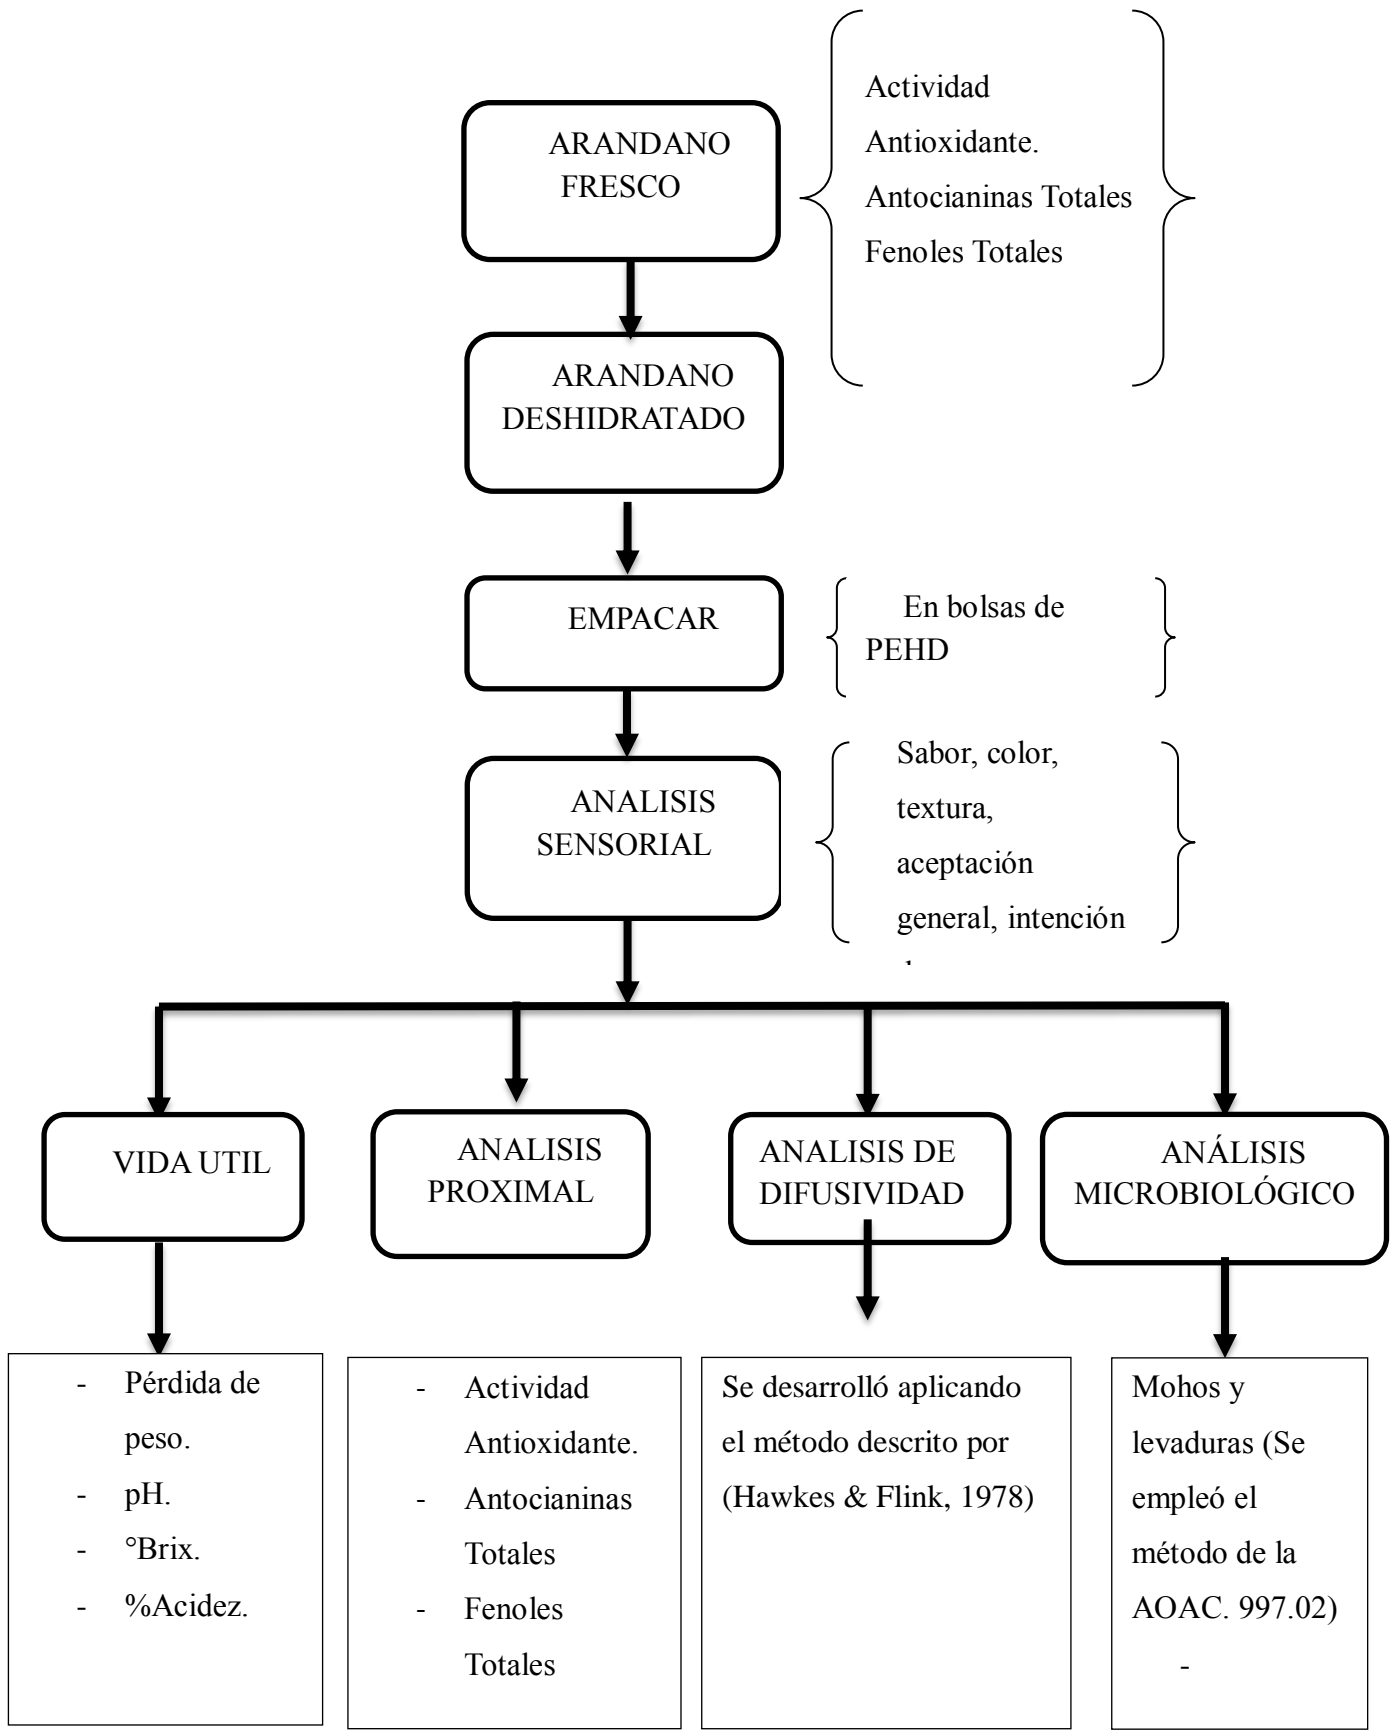 Actividad
Antioxidante.
Antocianinas Totales
Fenoles Totales
ARANDANO
FRESCO
ARANDANO
DESHIDRATADO
EMPACAR
En bolsas de
PEHD
ANALISIS
SENSORIAL
Sabor, color,
textura,
aceptación
general, intención
VIDA UTIL
ANALISIS
PROXIMAL
ANALISIS DE
DIFUSIVIDAD
ANÁLISIS
MICROBIOLÓGICO
- Pérdida de
peso.
- pH.
- °Brix.
- %Acidez.
- Actividad
Antioxidante.
- Antocianinas
Totales
- Fenoles
Totales
Se desarrolló aplicando
el método descrito por
(Hawkes & Flink, 1978)
Mohos y
levaduras (Se
empleó el
método de la
AOAC. 997.02)
-